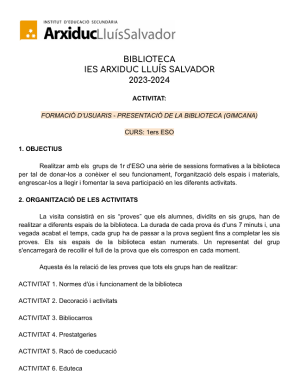 INSTITUT D'EDUCACIÓ SECUNDÀRIA
ArxiducLluísSalvador
BIBLIOTECA
IES ARXIDUC LLUÍS SALVADOR
2023-2024
ACTIVITAT:
FORMACIÓ D'USUARIS - PRESENTACIÓ DE LA BIBLIOTECA (GIMCANA)
CURS: 1ers ESO
1. OBJECTIUS
Realitzar amb els grups de 1r d'ESO una sèrie de sessions formatives a la biblioteca
per tal de donar-los a conèixer el seu funcionament, l'organització dels espais i materials,
engrescar-los a llegir i fomentar la seva participació en les diferents activitats.
2. ORGANITZACIÓ DE LES ACTIVITATS
La visita consistirà en sis "proves" que els alumnes, dividits en sis grups, han de
realitzar a diferents espais de la biblioteca. La durada de cada prova és d'uns 7 minuts i, una
vegada acabat el temps, cada grup ha de passar a la prova següent fins a completar les sis
proves. Els sis espais de la biblioteca estan numerats. Un representant del grup
s'encarregarà de recollir el full de la prova que els correspon en cada moment.
Aquesta és la relació de les proves que tots els grups han de realitzar:
ACTIVITAT 1. Normes d'ús i funcionament de la biblioteca
ACTIVITAT 2. Decoració i activitats
ACTIVITAT 3. Bibliocarros
ACTIVITAT 4. Prestatgeries
ACTIVITAT 5. Racó de coeducació
ACTIVITAT 6. Eduteca